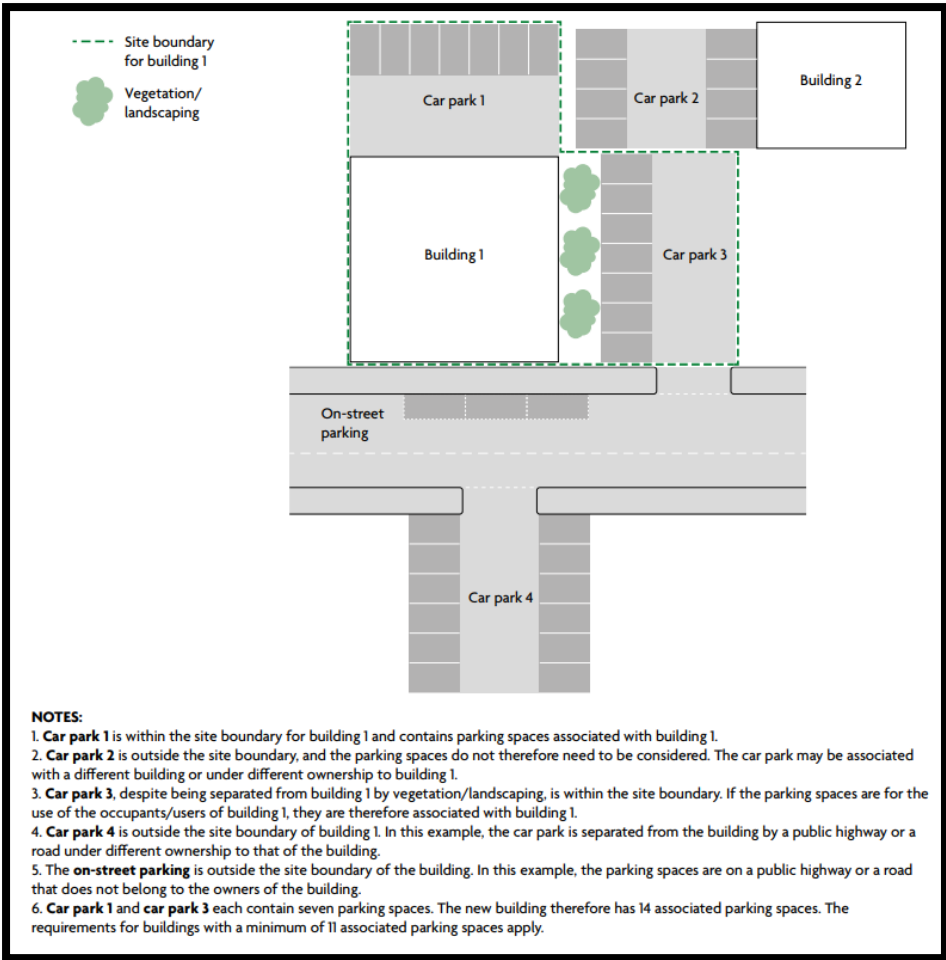 Site boundary
for building 1
Vegetation/
landscaping
Car park 1
Car park 2
Building 2
Building 1
Car park 3
On-street
parking
Car park 4
NOTES:
1. Car park 1 is within the site boundary for building 1 and contains parking spaces associated with building 1.
2. Car park 2 is outside the site boundary, and the parking spaces do not therefore need to be considered. The car park may be associated
with a different building or under different ownership to building 1.
3. Car park 3, despite being separated from building 1 by vegetation/landscaping, is within the site boundary. If the parking spaces are for the
use of the occupants/users of building 1, they are therefore associated with building 1.
4. Car park 4 is outside the site boundary of building 1. In this example, the car park is separated from the building by a public highway or a
road under different ownership to that of the building.
5. The on-street parking is outside the site boundary of the building. In this example, the parking spaces are on a public highway or a road
that does not belong to the owners of the building.
6. Car park 1 and car park 3 each contain seven parking spaces. The new building therefore has 14 associated parking spaces. The
requirements for buildings with a minimum of 11 associated parking spaces apply.